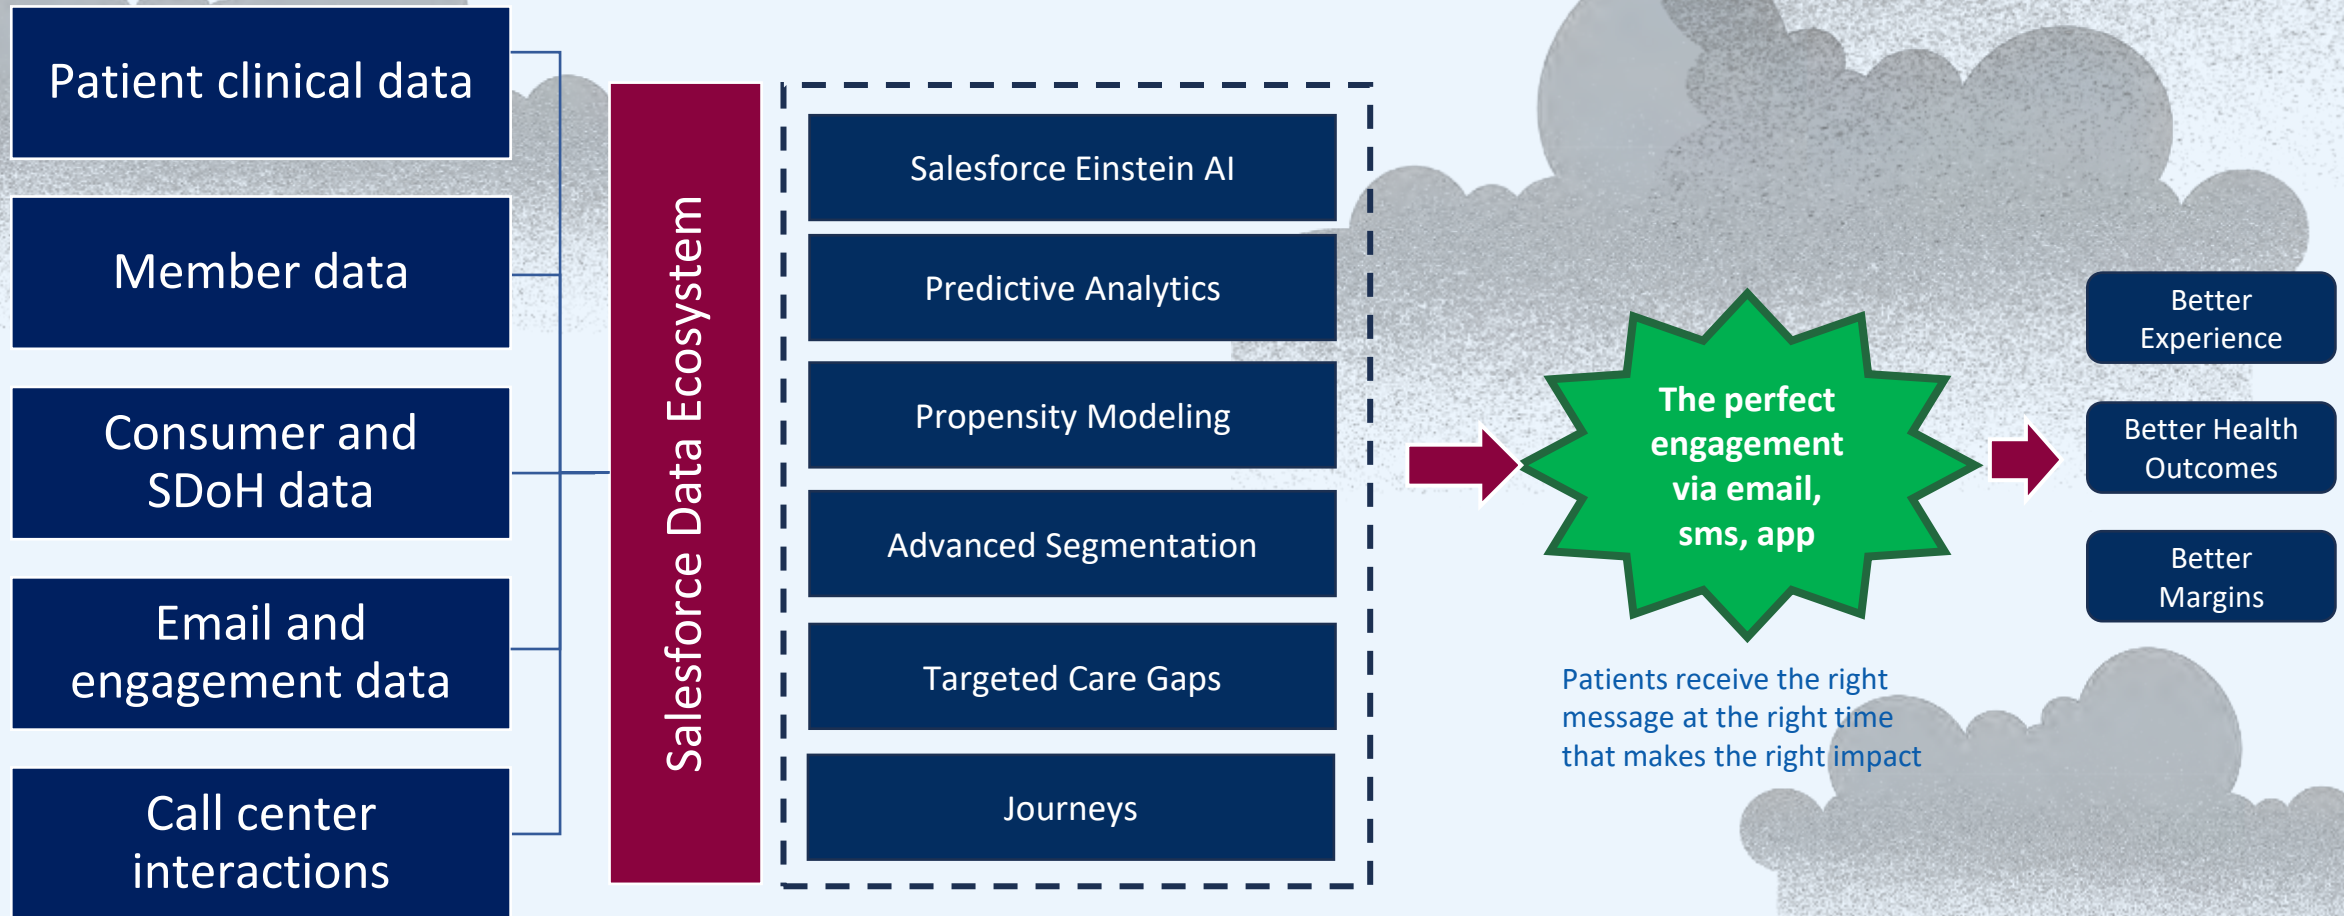 Patient clinical data
Member data
Consumer and
SDoH data
Email and
engagement data
Call center
interactions
Salesforce Data Ecosystem
Salesforce Einstein AI
Predictive Analytics
Propensity Modeling
Advanced Segmentation
Targeted Care Gaps
Journeys
The perfect
engagement
via email,
sms, app
Patients receive the right
message at the right time
that makes the right impact
Better
Experience
Better Health
Outcomes
Better
Margins